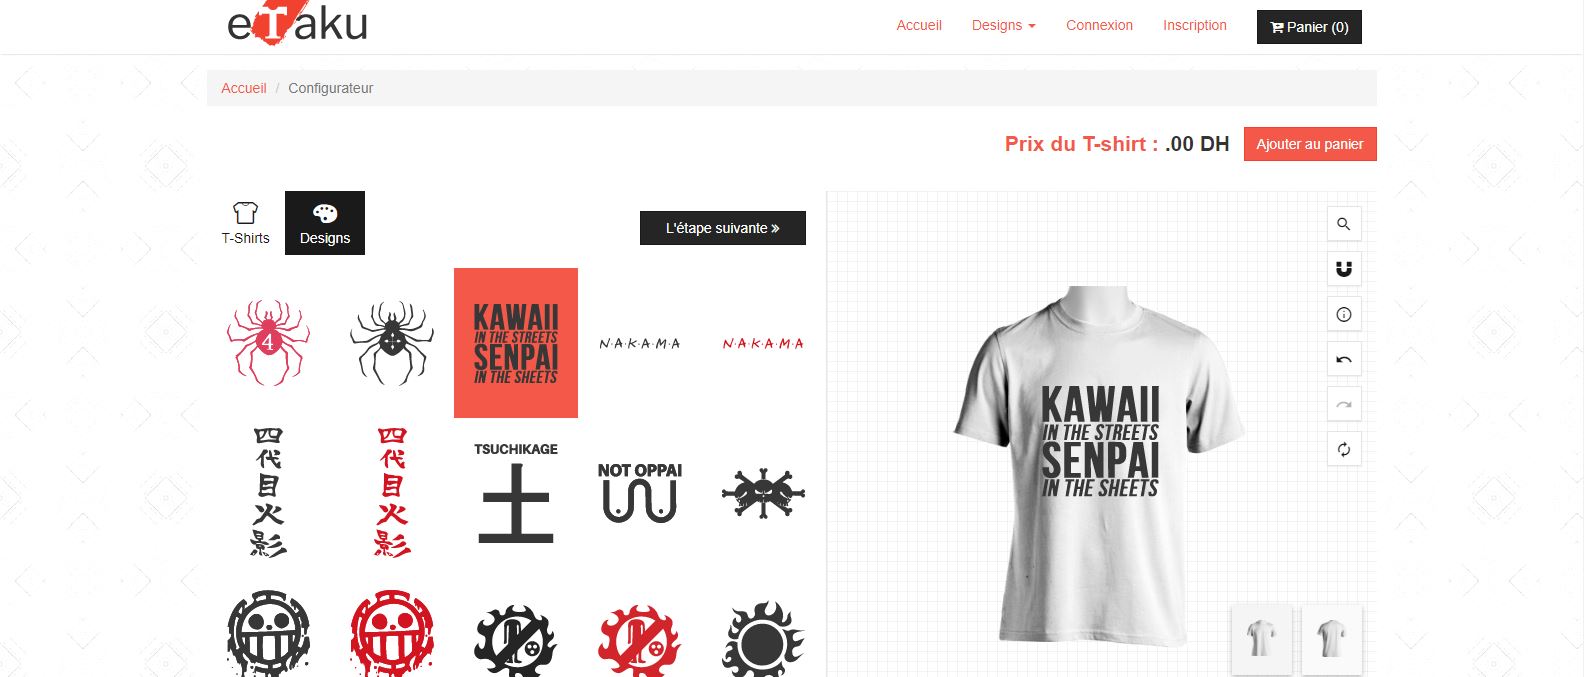 eTaku
Accueil
Designs
Connexion
Inscription
Panier (0)
Accueil / Configurateur
Prix du T-shirt : .00 DH
Ajouter au panier
T-Shirts
Designs
L'étape suivante »
4
KAWAII
IN THE STREETS
SENPAI
IN THE SHEETS
N·A·K·A·M·A
N·A·K·A·M·A
四代目火影
四代目火影
TSUCHIKAGE
土
NOT OPPAI
KAWAII
IN THE STREETS
SENPAI
IN THE SHEETS